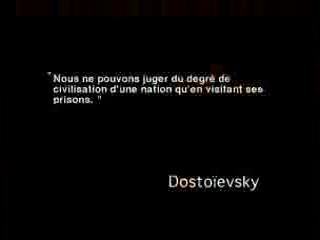 " Nous ne pouvons juger du degré de
civilisation d'une nation qu'en visitant ses
prisons. "
Dostoïevsky